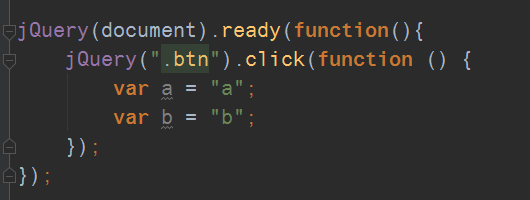 jQuery(document).ready(function(){
    jQuery(".btn").click(function () {
        var a = "a";
        var b = "b";
    });
});